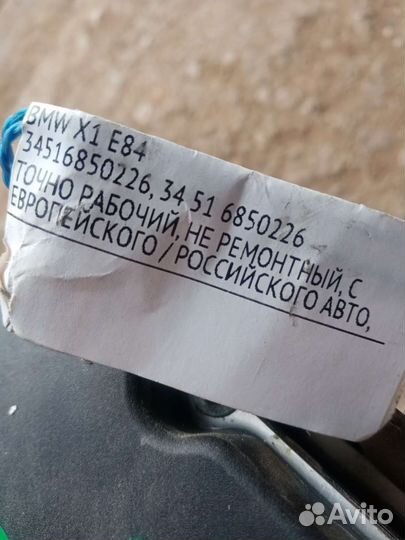 BMW X1 E84
34516850226, 34 51 6850226
ТОЧНО РАБОЧИЙ, НЕ РЕМОНТНЫЙ, С
ЕВРОПЕЙСКОГО / РОССИЙСКОГО АВТО,
Avito